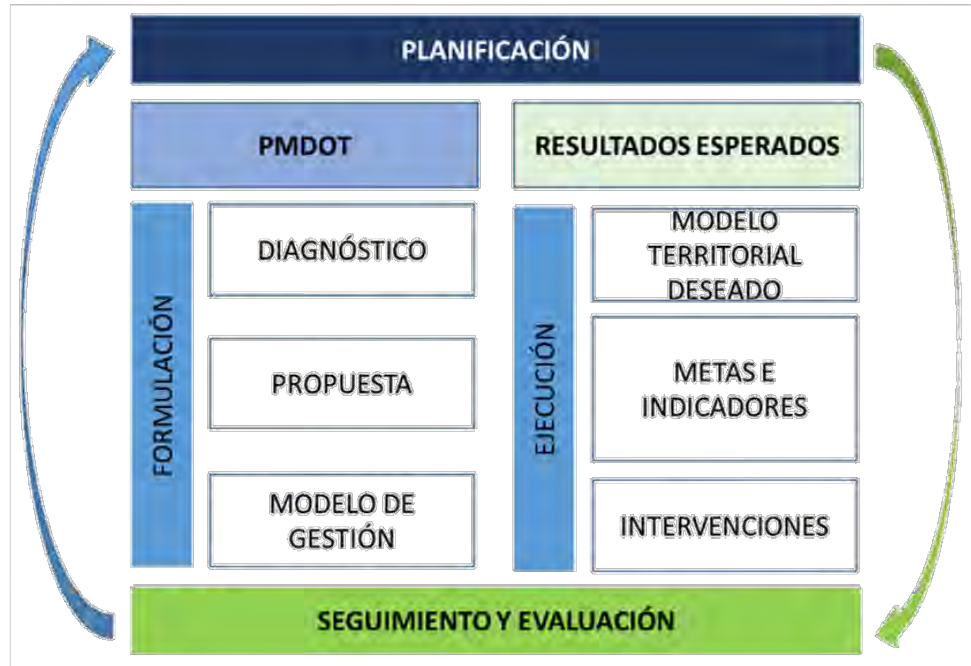 PLANIFICACIÓN
PMDOT
RESULTADOS ESPERADOS
FORMULACIÓN
DIAGNÓSTICO
PROPUESTA
MODELO DE
GESTIÓN
EJECUCIÓN
MODELO
TERRITORIAL
DESEADO
METAS E
INDICADORES
INTERVENCIONES
SEGUIMIENTO Y EVALUACIÓN